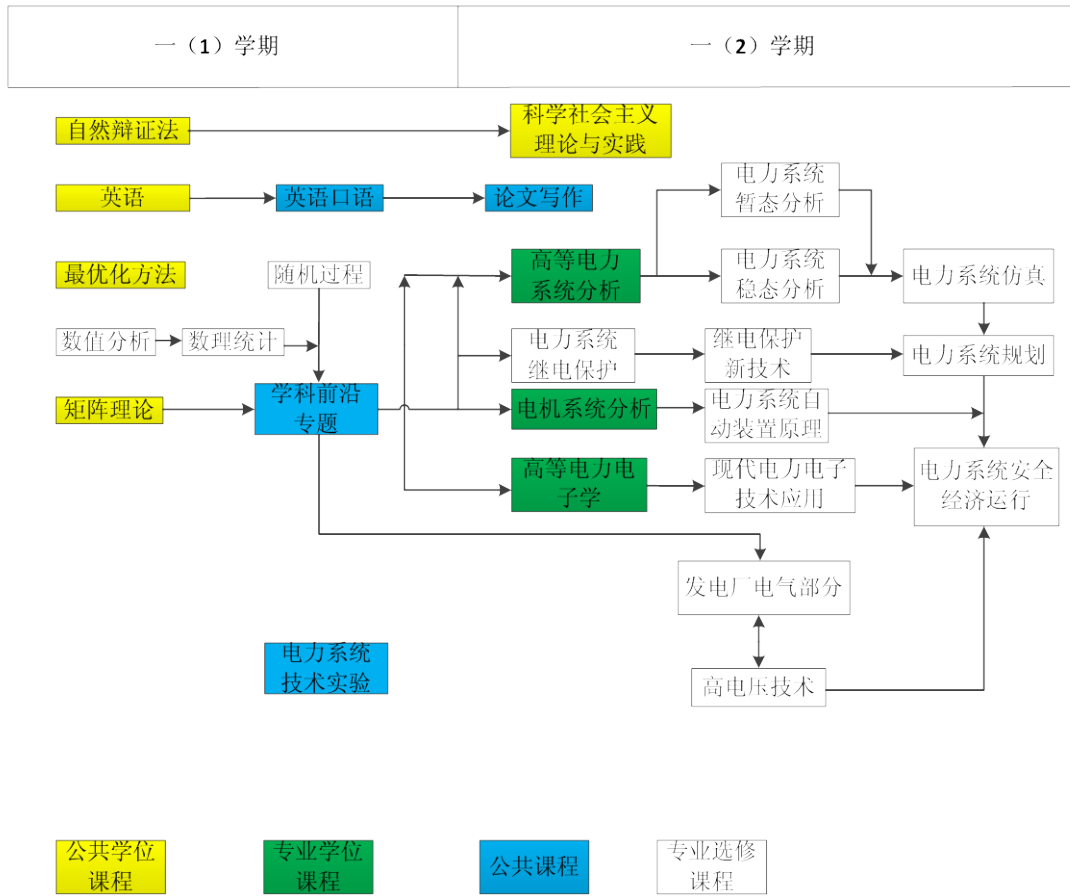 一（1）学期
一（2）学期
自然辩证法
科学社会主义
理论与实践
英语
英语口语
论文写作
电力系统
暂态分析
最优化方法
随机过程
高等电力
系统分析
电力系统
稳态分析
电力系统仿真
数值分析
数理统计
电力系统
继电保护
继电保护
新技术
电力系统规划
矩阵理论
学科前沿
专题
电机系统分析
电力系统自
动装置原理
高等电力电
子学
现代电力电子
技术应用
电力系统安全
经济运行
发电厂电气部分
电力系统
技术实验
高电压技术
公共学位
课程
专业学位
课程
公共课程
专业选修
课程